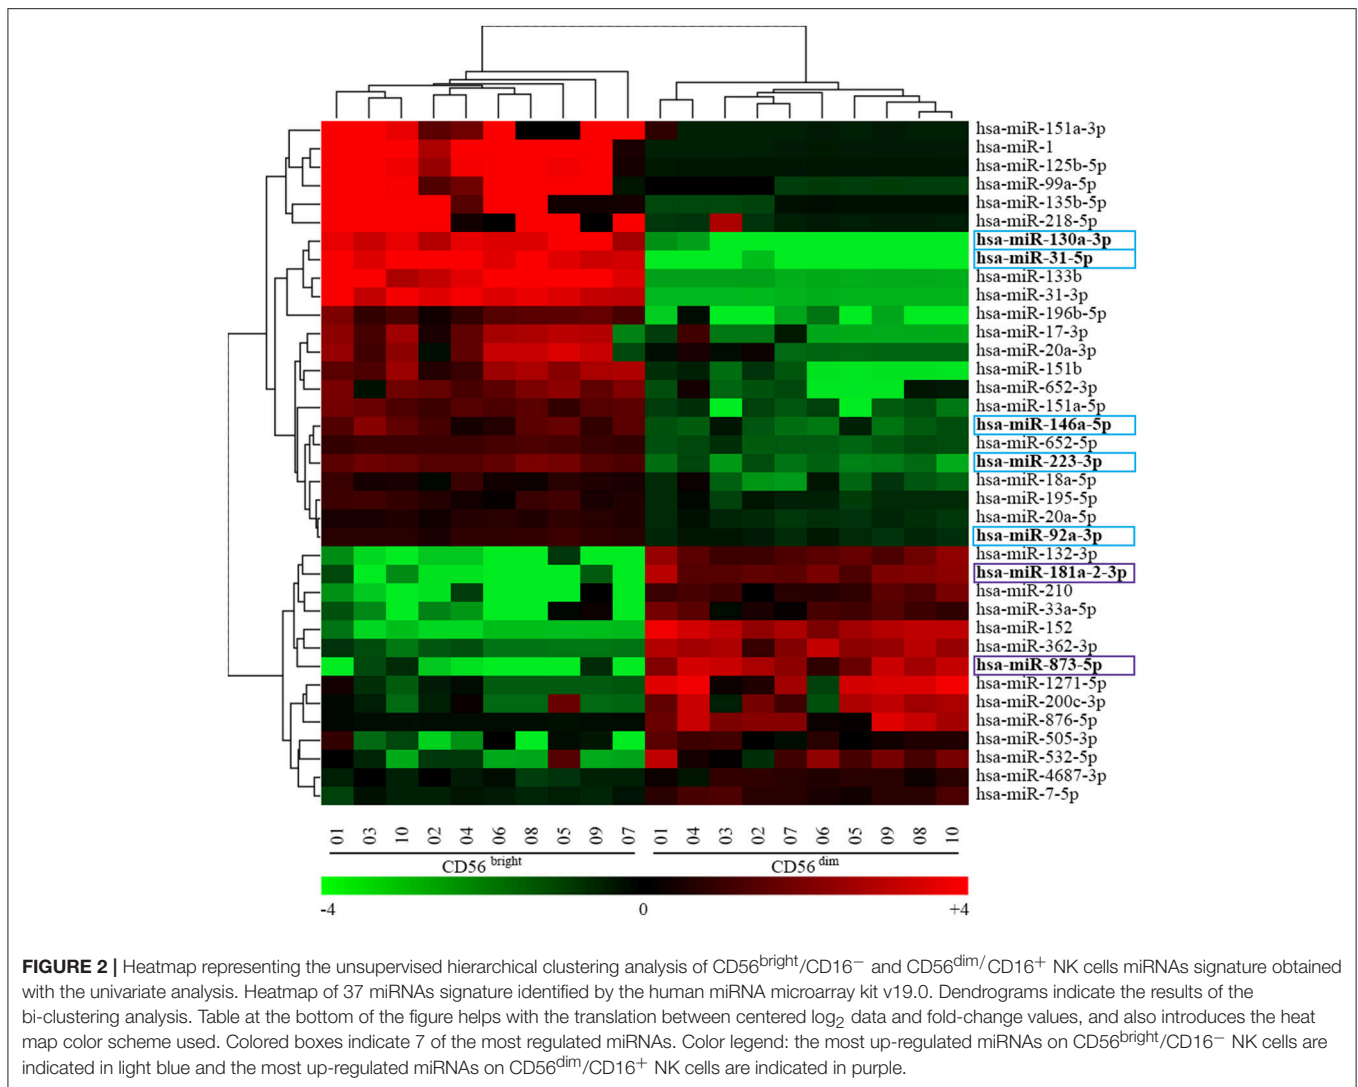 hsa-miR-151a-3p
hsa-miR-1
hsa-miR-125b-5p
hsa-miR-99a-5p
hsa-miR-135b-5p
hsa-miR-218-5p
hsa-miR-130a-3p
hsa-miR-31-5p
hsa-miR-133b
hsa-miR-31-3p
hsa-miR-196b-5p
hsa-miR-17-3p
hsa-miR-20a-3p
hsa-miR-151b
hsa-miR-652-3p
hsa-miR-151a-5p
hsa-miR-146a-5p
hsa-miR-652-5p
hsa-miR-223-3p
hsa-miR-18a-5p
hsa-miR-195-5p
hsa-miR-20a-5p
hsa-miR-92a-3p
hsa-miR-132-3p
hsa-miR-181a-2-3p
hsa-miR-210
hsa-miR-33a-5p
hsa-miR-152
hsa-miR-362-3p
hsa-miR-873-5p
hsa-miR-1271-5p
hsa-miR-200c-3p
hsa-miR-876-5p
hsa-miR-505-3p
hsa-miR-532-5p
hsa-miR-4687-3p
hsa-miR-7-5p
01 03 10 02 04 06 08 05 09 07 01 04 03 02 07 06 05 09 08 10
CD56 bright CD56 dim
-4 0 +4
FIGURE 2 | Heatmap representing the unsupervised hierarchical clustering analysis of CD56bright/CD16− and CD56dim/CD16+ NK cells miRNAs signature obtained
with the univariate analysis. Heatmap of 37 miRNAs signature identified by the human miRNA microarray kit v19.0. Dendrograms indicate the results of the
bi-clustering analysis. Table at the bottom of the figure helps with the translation between centered log2 data and fold-change values, and also introduces the heat
map color scheme used. Colored boxes indicate 7 of the most regulated miRNAs. Color legend: the most up-regulated miRNAs on CD56bright/CD16− NK cells are
indicated in light blue and the most up-regulated miRNAs on CD56dim/CD16+ NK cells are indicated in purple.